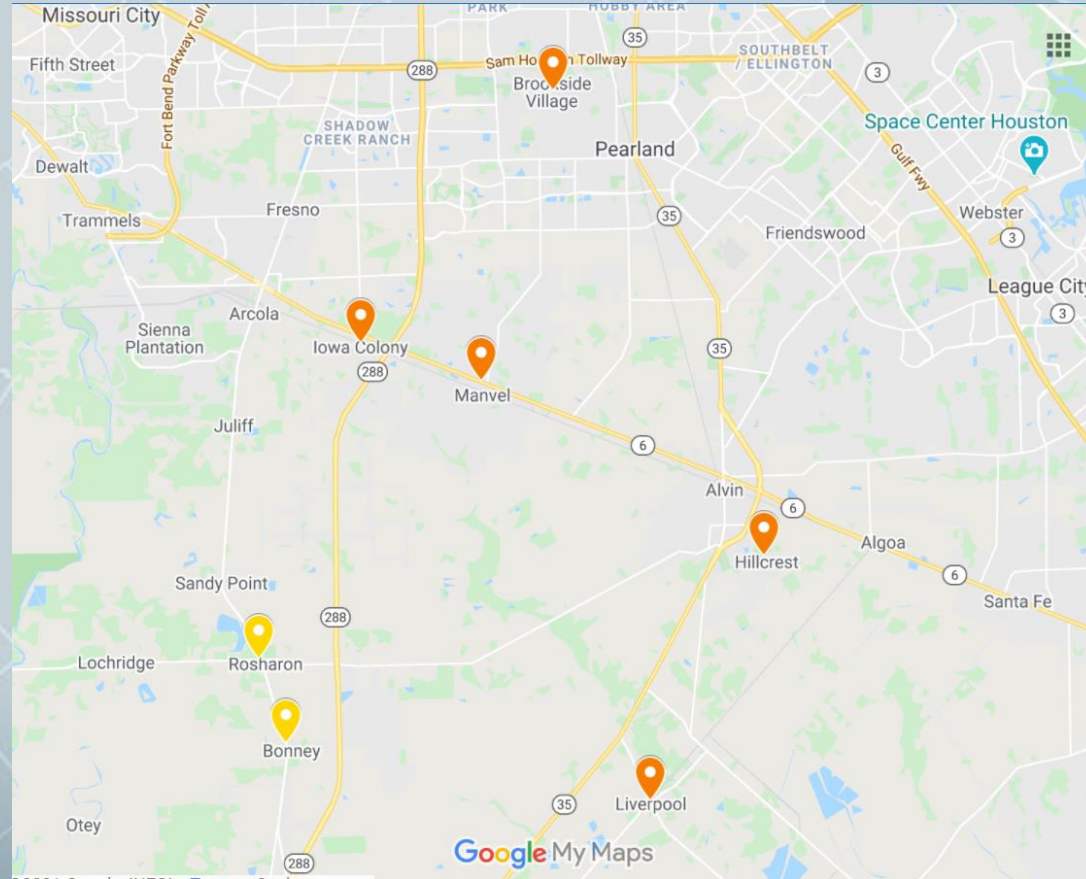 Missouri City
PARK
HOBBY AREA
35
Fifth Street
Fort Bend Parkway Toll
288
Sam Ho n Tollway
SOUTHBELT
/ ELLINGTON
3
Brookside
Village
SHADOW
CREEK RANCH
Space Center Houston
Pearland
Gulf Fwy
Dewalt
Trammels
Fresno
35
Webster
3
Friendswood
League City
Arcola
3
Sienna
Plantation
Iowa Colony
288
35
Manvel
Juliff
6
Alvin
6
Algoa
Hillcrest
6
Sandy Point
Santa Fe
288
Lochridge
Rosharon
Bonney
35
Liverpool
Otey
Google My Maps
288